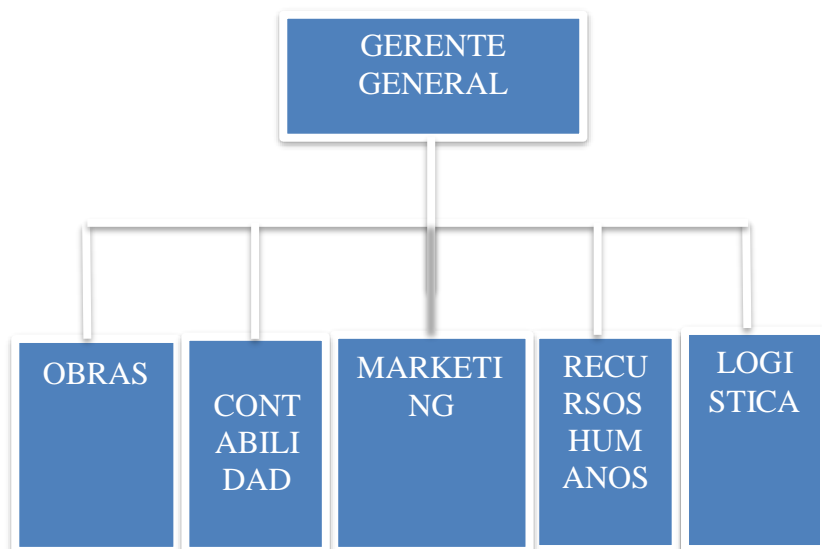 GERENTE
GENERAL
OBRAS
CONT
ABILI
DAD
MARKETI
NG
RECU
RSOS
HUM
ANOS
LOGI
STICA